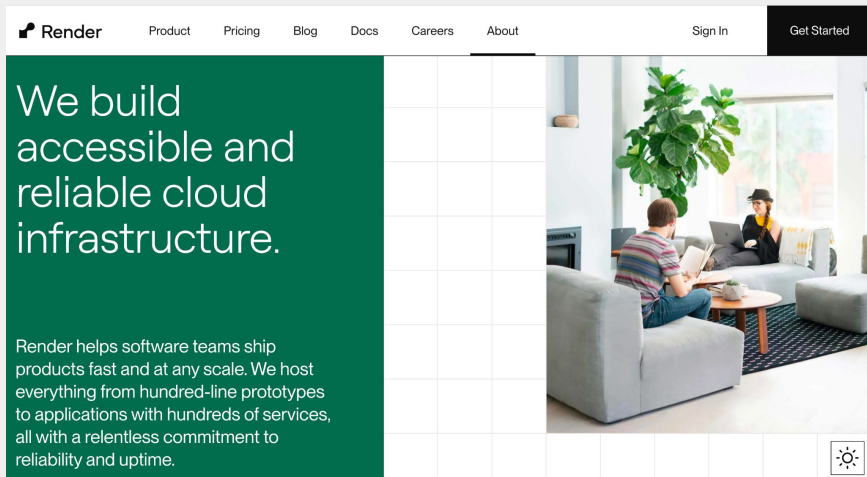 Render
Product
Pricing
Blog
Docs
Careers
About
Sign In
Get Started
We build
accessible and
reliable cloud
infrastructure.
Render helps software teams ship
products fast and at any scale. We host
everything from hundred-line prototypes
to applications with hundreds of services,
all with a relentless commitment to
reliability and uptime.